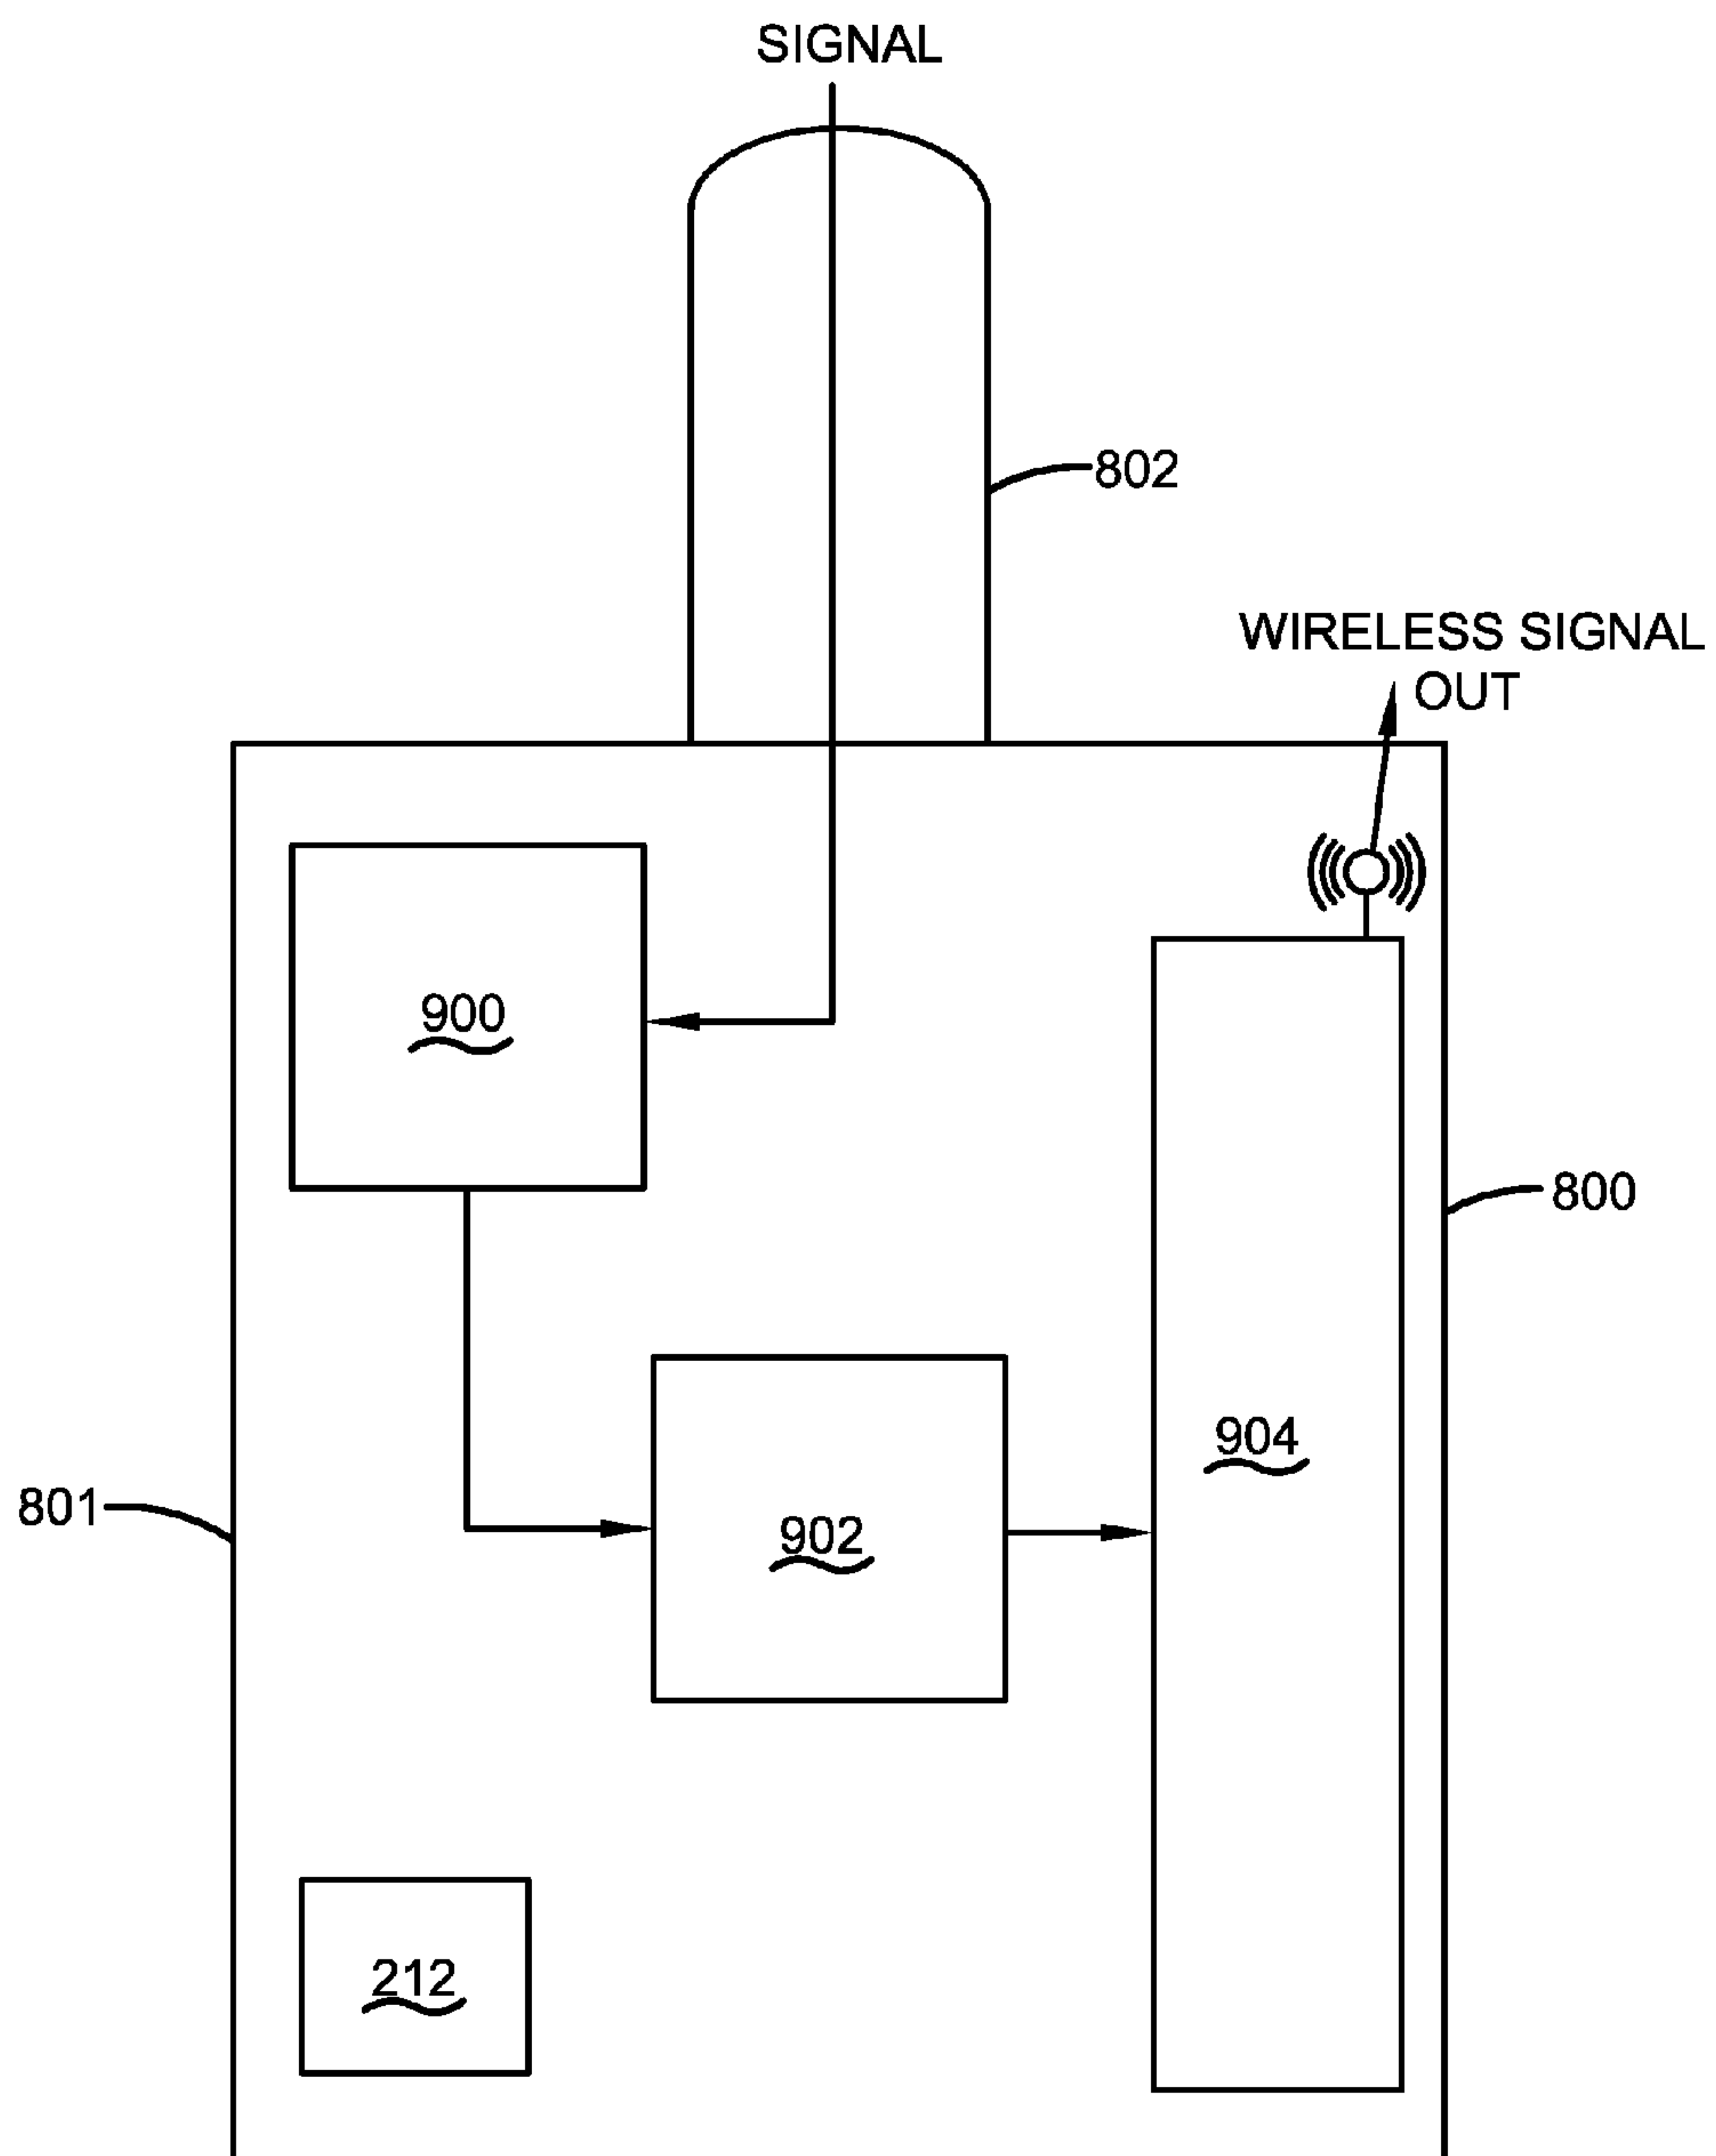 SIGNAL
802
WIRELESS SIGNAL
OUT
900
800
904
801
902
212